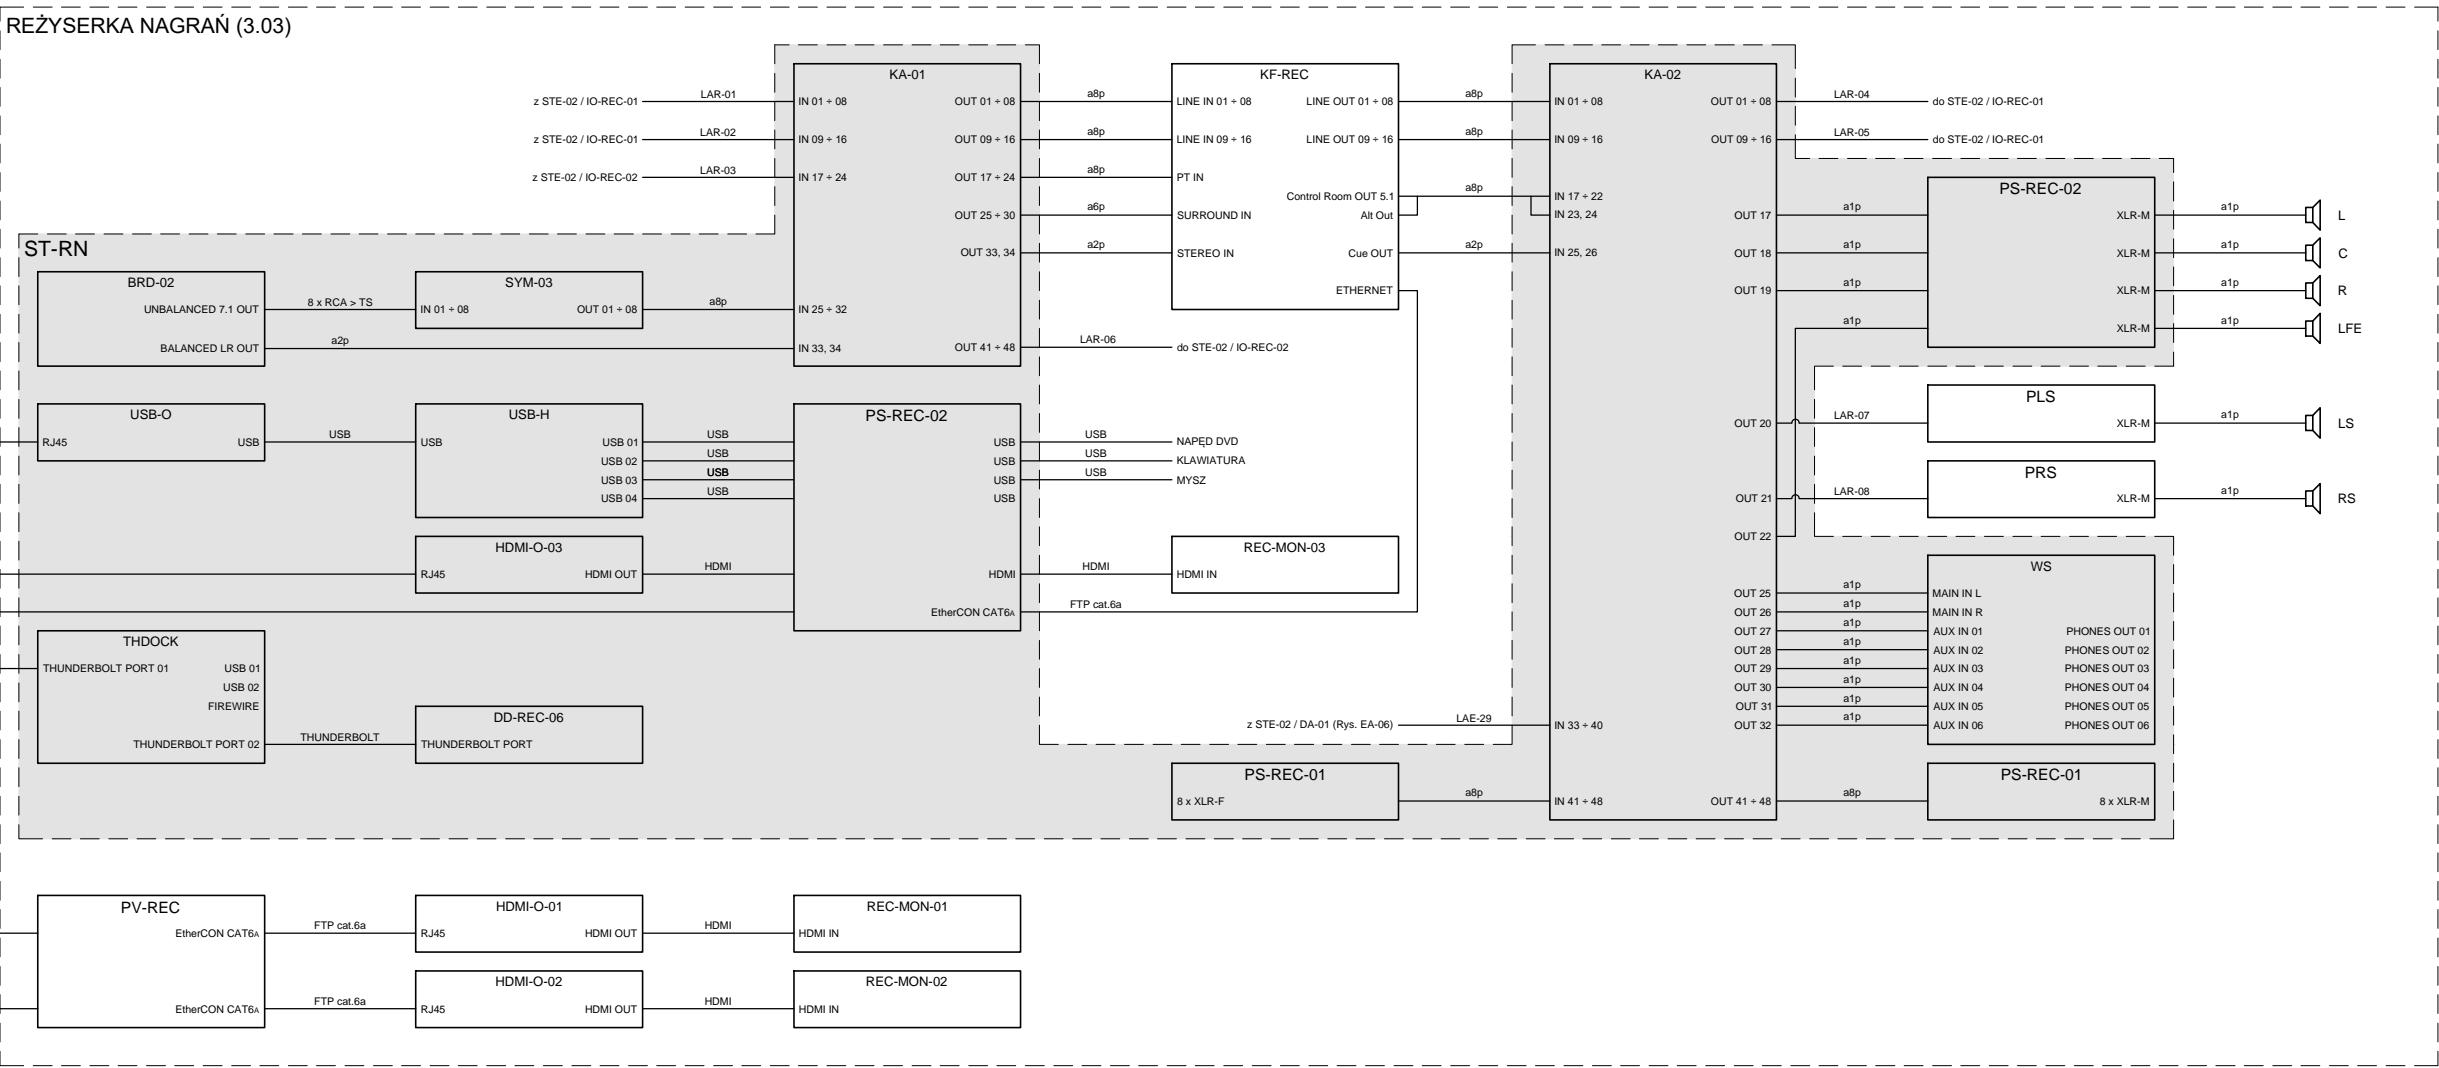 REŻYSERKA NAGRAŃ (3.03)
KA-01
z STE-02 / IO-REC-01 LAR-01 IN 01 ÷ 08 OUT 01 ÷ 08 a8p
z STE-02 / IO-REC-01 LAR-02 IN 09 ÷ 16 OUT 09 ÷ 16 a8p
z STE-02 / IO-REC-02 LAR-03 IN 17 ÷ 24 OUT 17 ÷ 24 a8p
OUT 25 ÷ 30 a6p
OUT 33, 34 a2p
IN 25 ÷ 32
IN 33, 34 OUT 41 ÷ 48 LAR-06 do STE-02 / IO-REC-02
KF-REC
LINE IN 01 ÷ 08 LINE OUT 01 ÷ 08 a8p
LINE IN 09 ÷ 16 LINE OUT 09 ÷ 16 a8p
PT IN
Control Room OUT 5.1 a8p
SURROUND IN Alt Out
STEREO IN Cue OUT a2p
ETHERNET
KA-02
IN 01 ÷ 08 OUT 01 ÷ 08 LAR-04 do STE-02 / IO-REC-01
IN 09 ÷ 16 OUT 09 ÷ 16 LAR-05 do STE-02 / IO-REC-01
IN 17 ÷ 22
IN 23, 24 OUT 17 a1p
IN 25, 26 OUT 18 a1p
OUT 19 a1p
a1p
OUT 20 LAR-07
OUT 21 LAR-08
OUT 22
OUT 25 a1p
OUT 26 a1p
OUT 27 a1p
OUT 28 a1p
OUT 29 a1p
OUT 30 a1p
OUT 31 a1p
z STE-02 / DA-01 (Rys. EA-06) LAE-29 IN 33 ÷ 40 OUT 32 a1p
IN 41 ÷ 48 OUT 41 ÷ 48 a8p
PS-REC-02
XLR-M a1p L
XLR-M a1p C
XLR-M a1p R
XLR-M a1p LFE
PLS
XLR-M a1p LS
PRS
XLR-M a1p RS
WS
MAIN IN L
MAIN IN R
AUX IN 01 PHONES OUT 01
AUX IN 02 PHONES OUT 02
AUX IN 03 PHONES OUT 03
AUX IN 04 PHONES OUT 04
AUX IN 05 PHONES OUT 05
AUX IN 06 PHONES OUT 06
PS-REC-01
8 x XLR-M
ST-RN
BRD-02
UNBALANCED 7.1 OUT 8 x RCA > TS
BALANCED LR OUT a2p
SYM-03
IN 01 ÷ 08 OUT 01 ÷ 08 a8p
USB-O
RJ45 USB USB
USB-H
USB USB 01 USB
USB 02 USB
USB 03 USB
USB 04 USB
PS-REC-02
USB USB NAPĘD DVD
USB USB KLAWIATURA
USB USB MYSZ
USB
HDMI HDMI
EtherCON CAT6A FTP cat.6a
HDMI-O-03
RJ45 HDMI OUT HDMI
REC-MON-03
HDMI IN
THDOCK
THUNDERBOLT PORT 01 USB 01
USB 02
FIREWIRE
THUNDERBOLT PORT 02 THUNDERBOLT
DD-REC-06
THUNDERBOLT PORT
PS-REC-01
8 x XLR-F a8p
PV-REC
EtherCON CAT6A FTP cat.6a
EtherCON CAT6A FTP cat.6a
HDMI-O-01
RJ45 HDMI OUT HDMI
REC-MON-01
HDMI IN
HDMI-O-02
RJ45 HDMI OUT HDMI
REC-MON-02
HDMI IN